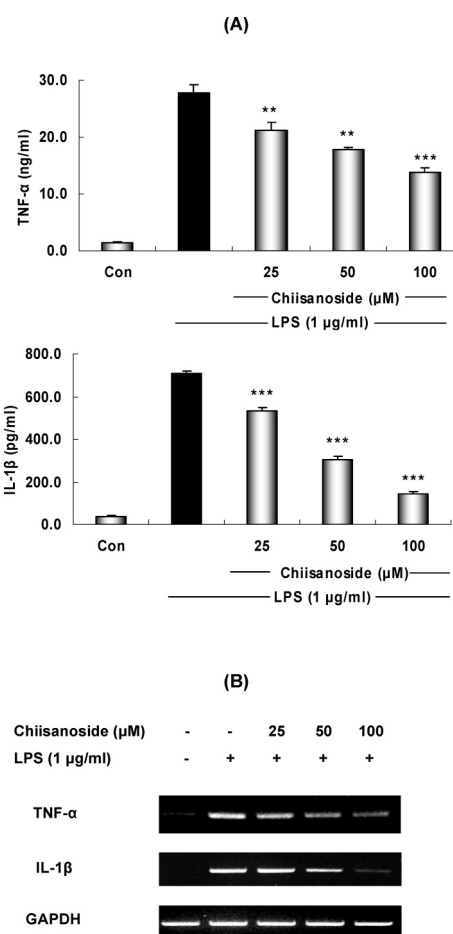 (A)
30.0
20.0
10.0
0.0
TNF-α (ng/ml)
**
**
***
Con
25
50
100
Chiisanoside (µM)
LPS (1 µg/ml)
800.0
600.0
400.0
200.0
0.0
IL-1β (pg/ml)
***
***
***
Con
25
50
100
Chiisanoside (µM)
LPS (1 µg/ml)
(B)
Chiisanoside (µM) - - 25 50 100
LPS (1 µg/ml) - + + + +
TNF-α
IL-1β
GAPDH